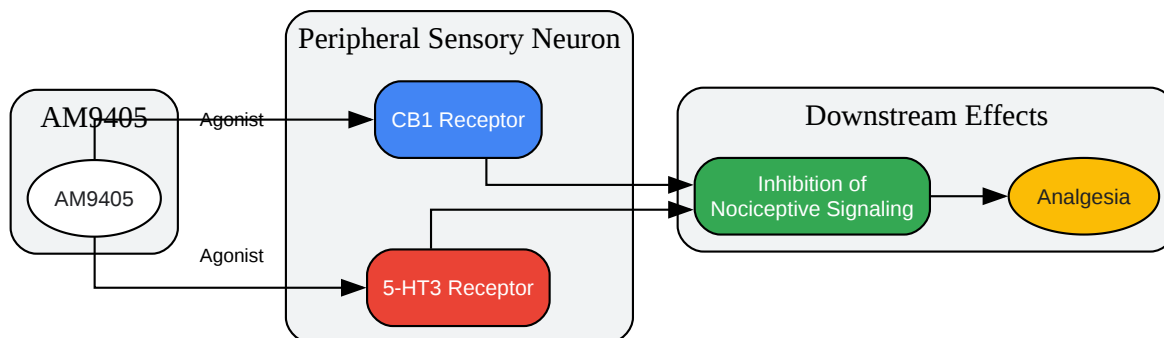 AM9405
AM9405
Agonist
Agonist
Peripheral Sensory Neuron
CB1 Receptor
5-HT3 Receptor
Downstream Effects
Inhibition of
Nociceptive Signaling
Analgesia